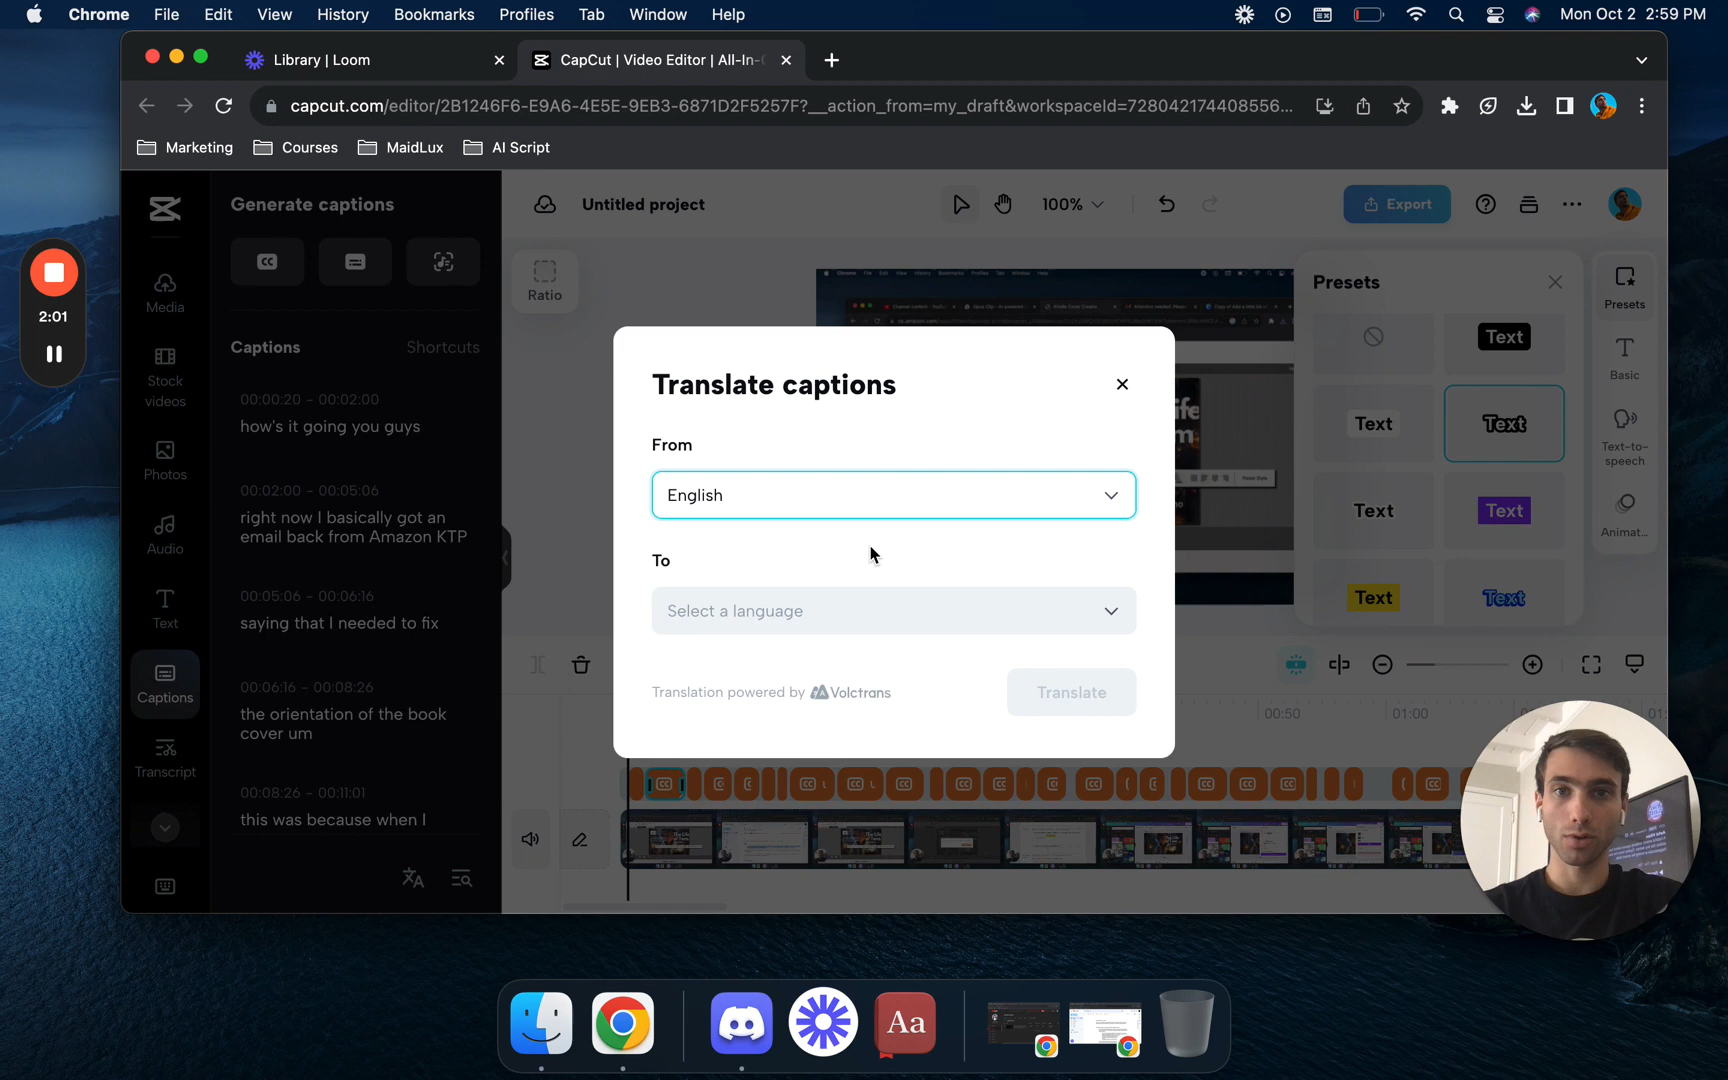 Chrome File Edit View History Bookmarks Profiles Tab Window Help Mon Oct 2 2:59 PM
Library | Loom
CapCut | Video Editor | All-In-
capcut.com/editor/2B1246F6-E9A6-4E5E-9EB3-6871D2F5257F?__action_from=my_draft&workspaceId=728042174408556...
Marketing Courses MaidLux AI Script
2:01
Media
Stock
videos
Photos
Audio
Text
Captions
Transcript
Generate captions
Captions Shortcuts
00:00:20 - 00:02:00
how's it going you guys
00:02:00 - 00:05:06
right now I basically got an
email back from Amazon KTP
00:05:06 - 00:06:16
saying that I needed to fix
00:06:16 - 00:08:26
the orientation of the book
cover um
00:08:26 - 00:11:01
this was because when I
Untitled project
100%
Export
Ratio
Translate captions
From
English
To
Select a language
Translation powered by Volctrans
Translate
Presets
Text
Text
Text
Text
Text
Text
Text
Presets
Basic
Text-to-
speech
Animat...
00:50
01:00
Aa